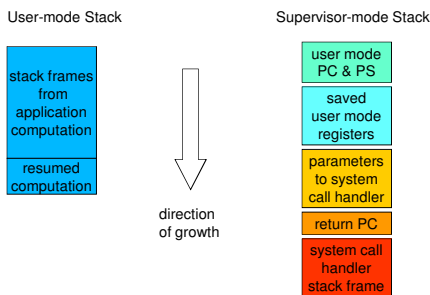 User-mode Stack
stack frames
from
application
computation
resumed
computation
direction
of growth
Supervisor-mode Stack
user mode
PC & PS
saved
user mode
registers
parameters
to system
call handler
return PC
system call
handler
stack frame